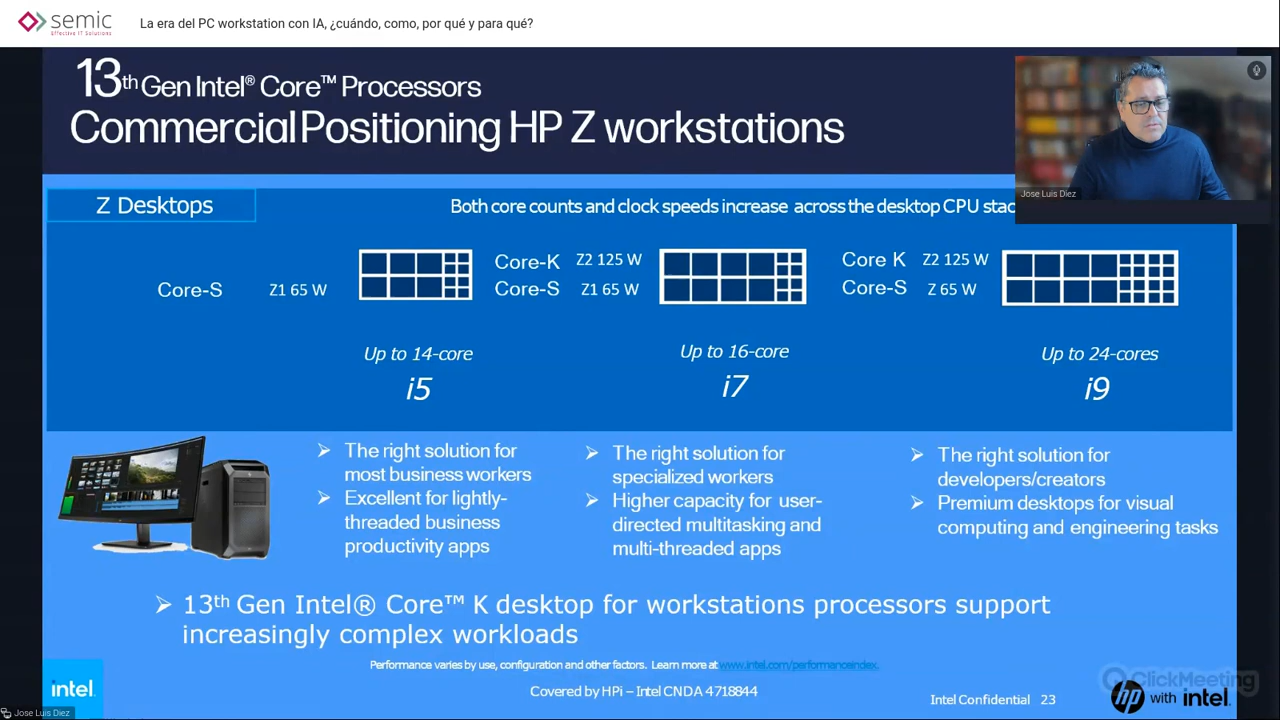 semic
Effective IT Solutions
La era del PC workstation con IA, ¿cuándo, como, por qué y para qué?
13th Gen Intel® Core™ Processors
Commercial Positioning HP Z workstations
Jose Luis Diez
Z Desktops
Both core counts and clock speeds increase across the desktop CPU stac
Core-S Z1 65 W
Core-K Z2 125 W
Core-S Z1 65 W
Core K Z2 125 W
Core-S Z 65 W
Up to 14-core
i5
Up to 16-core
i7
Up to 24-cores
i9
➢ The right solution for
most business workers
➢ Excellent for lightly-
threaded business
productivity apps
➢ The right solution for
specialized workers
➢ Higher capacity for user-
directed multitasking and
multi-threaded apps
➢ The right solution for
developers/creators
➢ Premium desktops for visual
computing and engineering tasks
➢ 13th Gen Intel® Core™ K desktop for workstations processors support
increasingly complex workloads
Performance varies by use, configuration and other factors. Learn more at www.intel.com/performanceindex.
Covered by HPi – Intel CNDA 4718844
intel.
Intel Confidential 23
ClickMeeting
hp with intel.
Jose Luis Diez